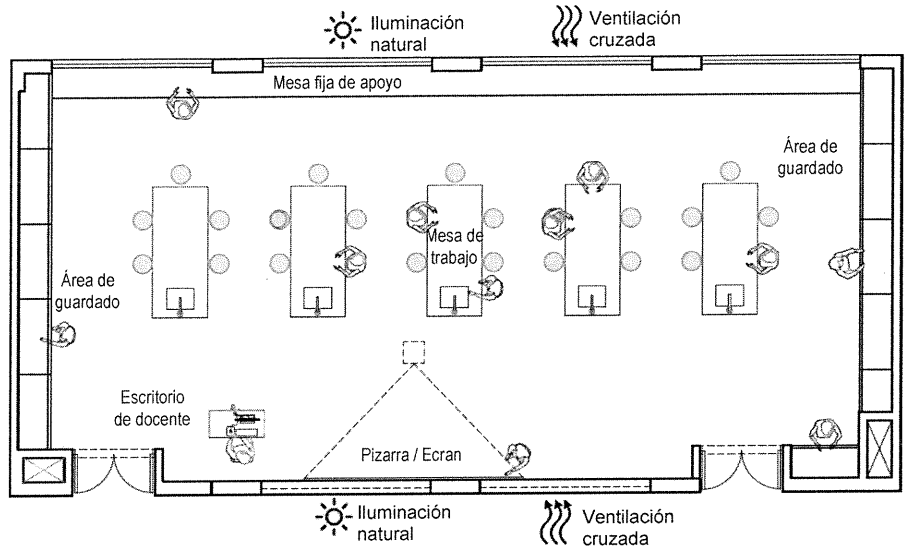 Iluminación
natural
Ventilación
cruzada
Mesa fija de apoyo
Área de
guardado
Mesa de
trabajo
Área de
guardado
Escritorio
de docente
Pizarra / Ecran
Iluminación
natural
Ventilación
cruzada